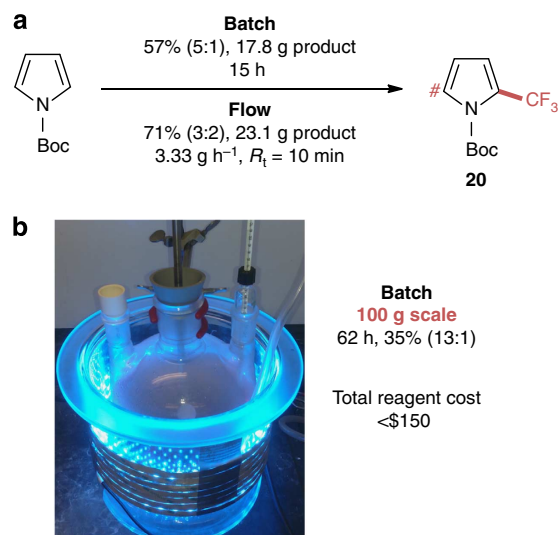 a
Batch
57% (5:1), 17.8 g product
15 h
Flow
71% (3:2), 23.1 g product
3.33 g h⁻¹, Rₜ = 10 min
N
Boc
#
CF₃
N
Boc
20
b
Batch
100 g scale
62 h, 35% (13:1)
Total reagent cost
<$150